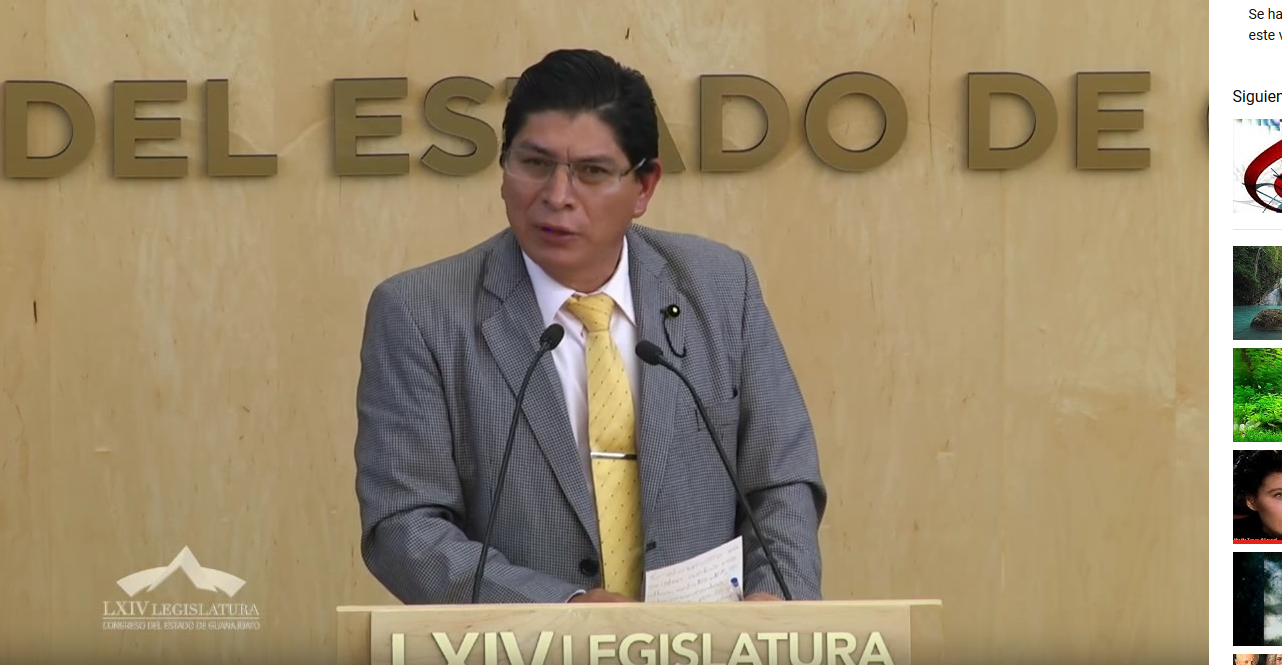 DEL ESTADO DE
LXIV LEGISLATURA
CONGRESO DEL ESTADO DE GUANAJUATO
LXIV LEGISLATURA
Se ha
este v
Siguien